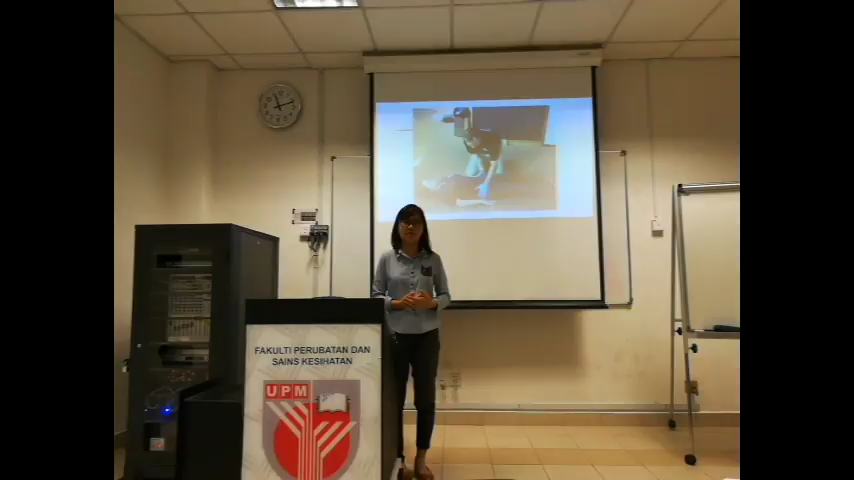 FAKULTI PERUBATAN DAN
SAINS KESIHATAN
UPM